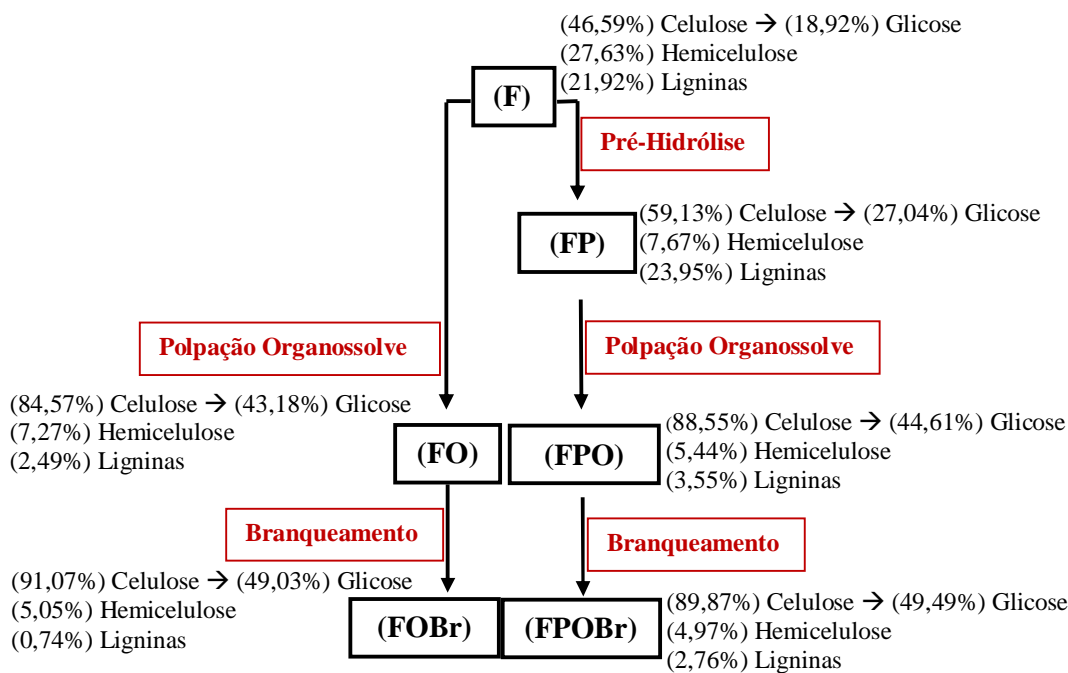 (46,59%) Celulose → (18,92%) Glicose
(27,63%) Hemicelulose
(21,92%) Ligninas
(F)
Pré-Hidrólise
(59,13%) Celulose → (27,04%) Glicose
(7,67%) Hemicelulose
(23,95%) Ligninas
(FP)
Polpação Organossolve
Polpação Organossolve
(84,57%) Celulose → (43,18%) Glicose
(7,27%) Hemicelulose
(2,49%) Ligninas
(FO)
(FPO)
(88,55%) Celulose → (44,61%) Glicose
(5,44%) Hemicelulose
(3,55%) Ligninas
Branqueamento
Branqueamento
(91,07%) Celulose → (49,03%) Glicose
(5,05%) Hemicelulose
(0,74%) Ligninas
(FOBr)
(FPOBr)
(89,87%) Celulose → (49,49%) Glicose
(4,97%) Hemicelulose
(2,76%) Ligninas